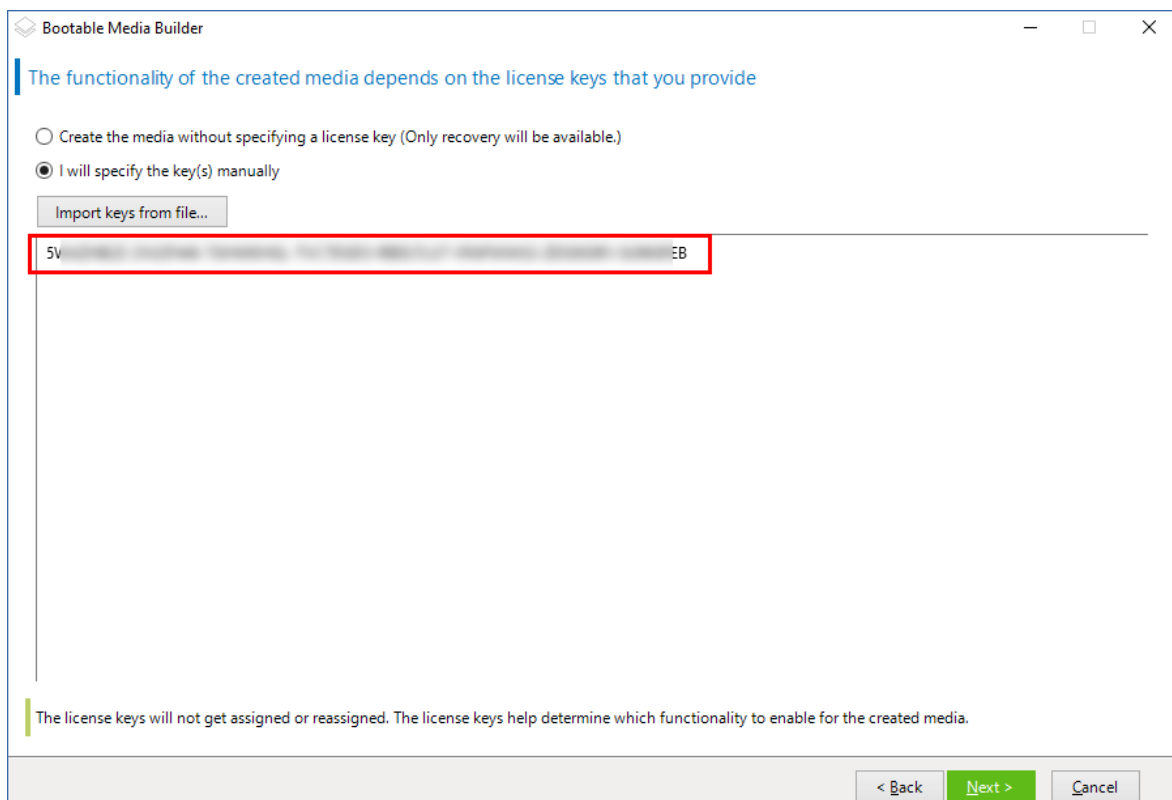 Bootable Media Builder
The functionality of the created media depends on the license keys that you provide
Create the media without specifying a license key (Only recovery will be available.)
I will specify the key(s) manually
Import keys from file...
5V EB
The license keys will not get assigned or reassigned. The license keys help determine which functionality to enable for the created media.
< Back Next > Cancel